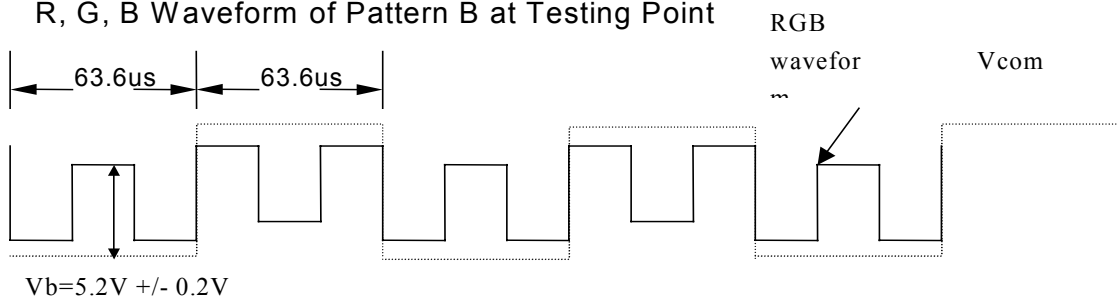 R, G, B Waveform of Pattern B at Testing Point
RGB
wavefor
m
Vcom
63.6us
63.6us
Vb=5.2V +/- 0.2V